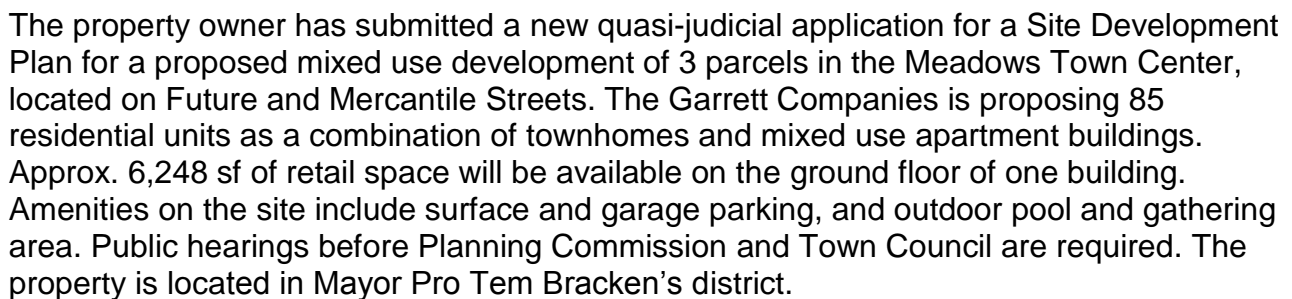 The property owner has submitted a new quasi-judicial application for a Site Development
Plan for a proposed mixed use development of 3 parcels in the Meadows Town Center,
located on Future and Mercantile Streets. The Garrett Companies is proposing 85
residential units as a combination of townhomes and mixed use apartment buildings.
Approx. 6,248 sf of retail space will be available on the ground floor of one building.
Amenities on the site include surface and garage parking, and outdoor pool and gathering
area. Public hearings before Planning Commission and Town Council are required. The
property is located in Mayor Pro Tem Bracken’s district.